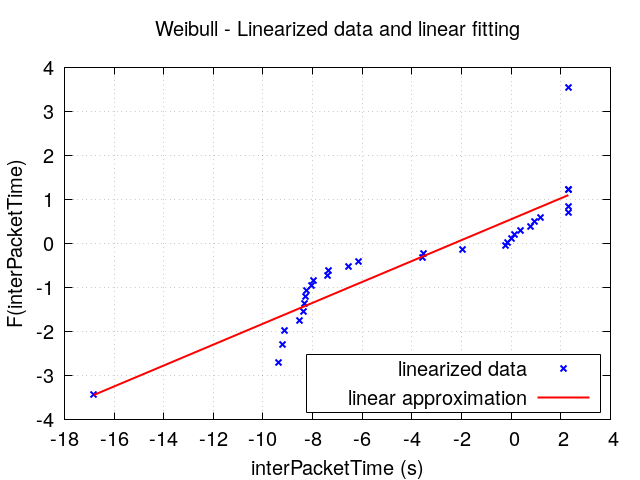 Weibull - Linearized data and linear fitting
4
3
2
1
0
-1
-2
-3
-4
F(interPacketTime)
linearized data
linear approximation
-18 -16 -14 -12 -10 -8 -6 -4 -2 0 2 4
interPacketTime (s)